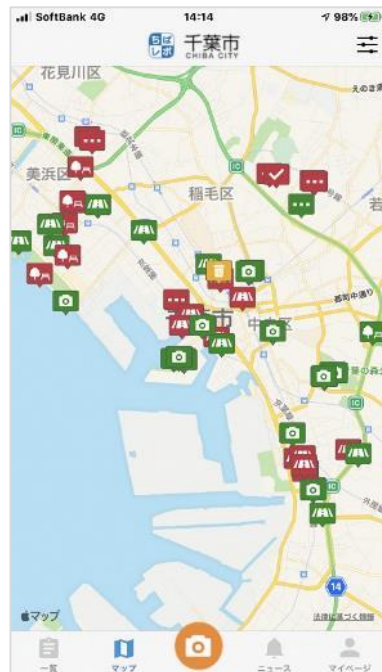 SoftBank 4G 14:14 98%
ちば
レポ
千葉市
CHIBA CITY
花見川区
美浜区
稲毛区
中央区
14
マップ
法律に基づく情報
一覧
マップ
ニュース
マイページ